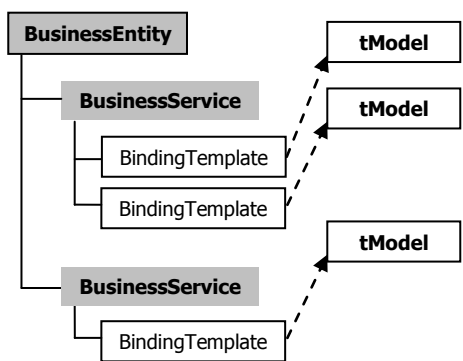 BusinessEntity
tModel
BusinessService
tModel
BindingTemplate
BindingTemplate
tModel
BusinessService
BindingTemplate